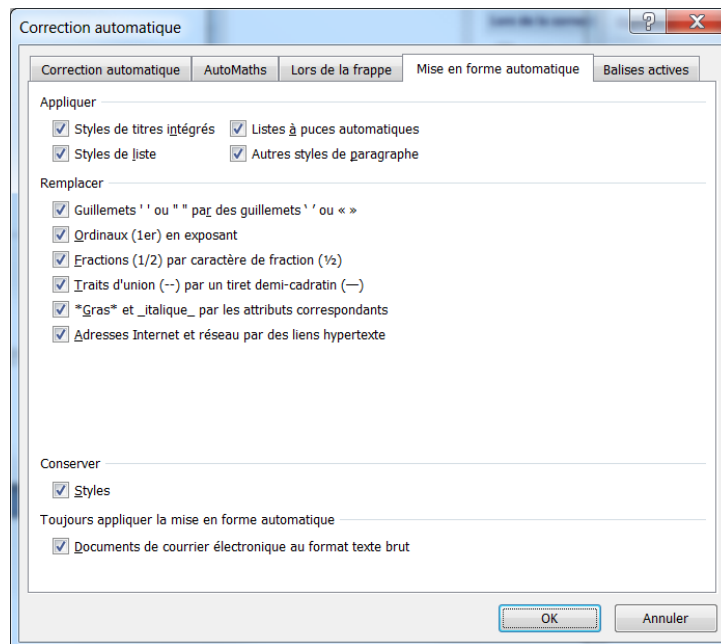 Correction automatique
Correction automatique AutoMaths Lors de la frappe Mise en forme automatique Balises actives
Appliquer
Styles de titres intégrés Listes à puces automatiques
Styles de liste Autres styles de paragraphe
Remplacer
Guillemets ' ' ou " " par des guillemets ‘ ’ ou « »
Ordinaux (1er) en exposant
Fractions (1/2) par caractère de fraction (½)
Traits d'union (--) par un tiret demi-cadratin (—)
*Gras* et _italique_ par les attributs correspondants
Adresses Internet et réseau par des liens hypertexte
Conserver
Styles
Toujours appliquer la mise en forme automatique
Documents de courrier électronique au format texte brut
OK Annuler